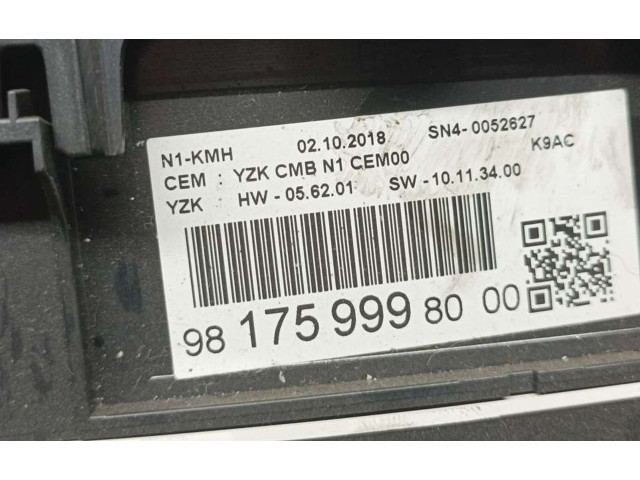 N1-KMH 02.10.2018 SN4-0052627
CEM : YZK CMB N1 CEM00 K9AC
YZK : HW - 05.62.01 SW - 10.11.34.00
98 175 999 80 00